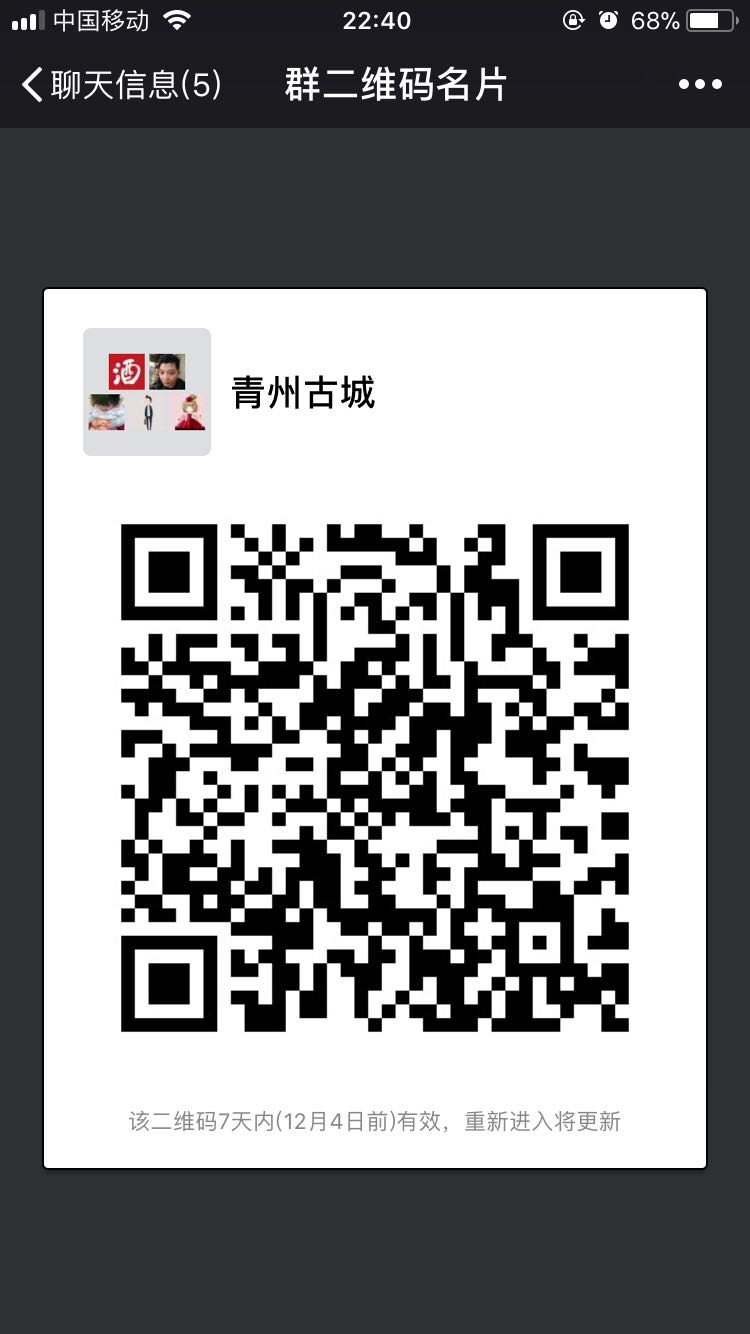 中国移动 22:40 68%
聊天信息(5) 群二维码名片
酒
青州古城
该二维码7天内(12月4日前)有效，重新进入将更新